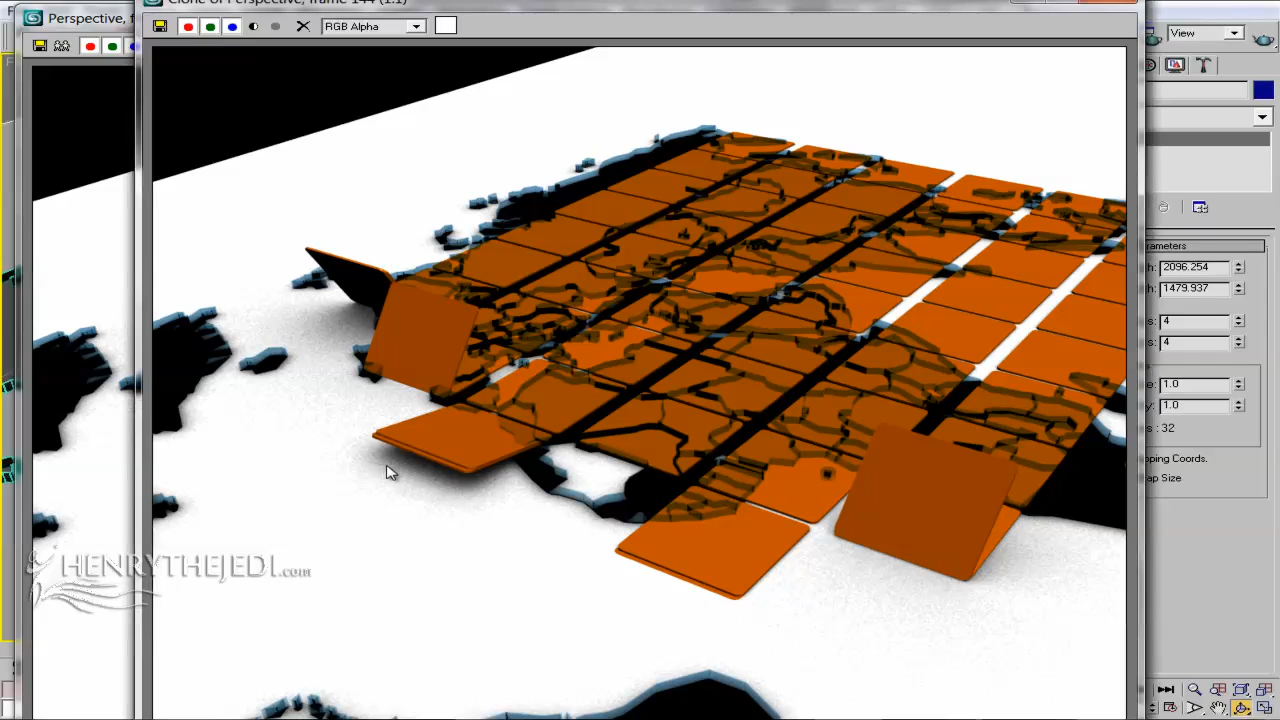 Clone of Perspective, frame 144 (1:1)
Perspective, f
View
RGB Alpha
arameters
h: 2096.254
h: 1479.937
s: 4
s: 4
e: 1.0
y: 1.0
s : 32
pping Coords.
ap Size
HENRYTHEJEDI.com